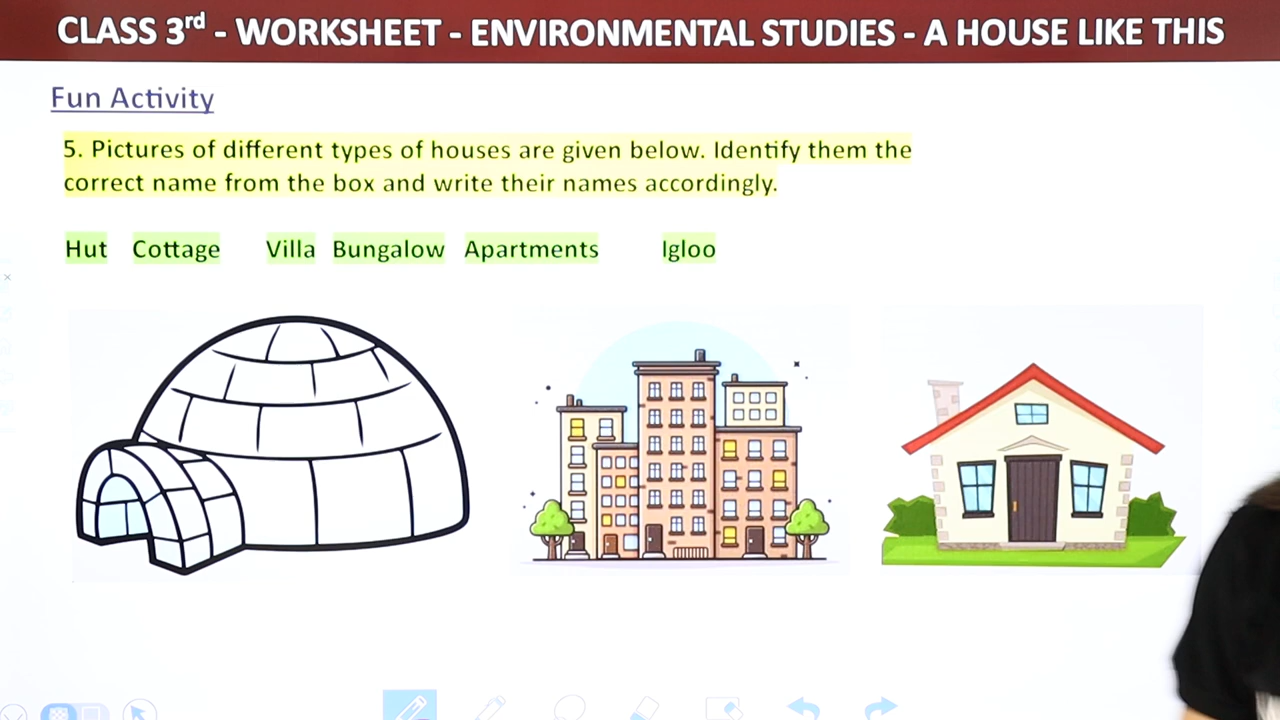 CLASS 3rd - WORKSHEET - ENVIRONMENTAL STUDIES - A HOUSE LIKE THIS
Fun Activity
5. Pictures of different types of houses are given below. Identify them the
correct name from the box and write their names accordingly.
Hut Cottage Villa Bungalow Apartments Igloo